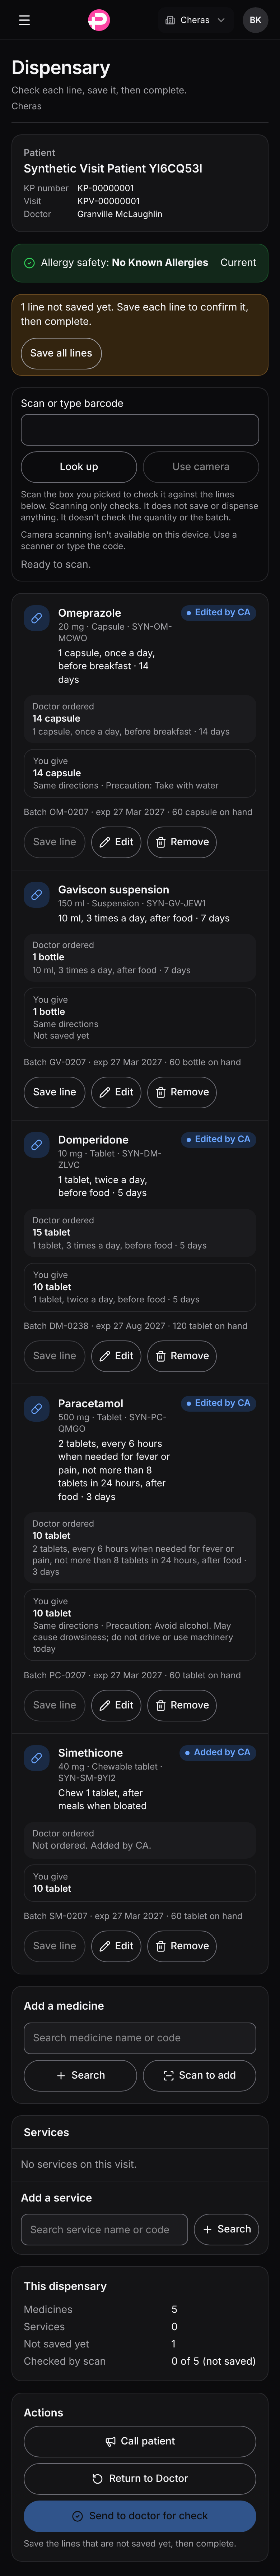 Cheras
BK
Dispensary
Check each line, save it, then complete.
Cheras
Patient
Synthetic Visit Patient YI6CQ53I
KP number KP-00000001
Visit KPV-00000001
Doctor Granville McLaughlin
Allergy safety: No Known Allergies Current
1 line not saved yet. Save each line to confirm it,
then complete.
Save all lines
Scan or type barcode
Look up
Use camera
Scan the box you picked to check it against the lines
below. Scanning only checks. It does not save or dispense
anything. It doesn't check the quantity or the batch.
Camera scanning isn't available on this device. Use a
scanner or type the code.
Ready to scan.
Omeprazole
Edited by CA
20 mg · Capsule · SYN-OM-
MCWO
1 capsule, once a day,
before breakfast · 14
days
Doctor ordered
14 capsule
1 capsule, once a day, before breakfast · 14 days
You give
14 capsule
Same directions · Precaution: Take with water
Batch OM-0207 · exp 27 Mar 2027 · 60 capsule on hand
Save line
Edit
Remove
Gaviscon suspension
150 ml · Suspension · SYN-GV-JEW1
10 ml, 3 times a day, after food · 7 days
Doctor ordered
1 bottle
10 ml, 3 times a day, after food · 7 days
You give
1 bottle
Same directions
Not saved yet
Batch GV-0207 · exp 27 Mar 2027 · 60 bottle on hand
Save line
Edit
Remove
Domperidone
Edited by CA
10 mg · Tablet · SYN-DM-
ZLVC
1 tablet, twice a day,
before food · 5 days
Doctor ordered
15 tablet
1 tablet, 3 times a day, before food · 5 days
You give
10 tablet
1 tablet, twice a day, before food · 5 days
Batch DM-0238 · exp 27 Aug 2027 · 120 tablet on hand
Save line
Edit
Remove
Paracetamol
Edited by CA
500 mg · Tablet · SYN-PC-
QMGO
2 tablets, every 6 hours
when needed for fever or
pain, not more than 8
tablets in 24 hours, after
food · 3 days
Doctor ordered
10 tablet
2 tablets, every 6 hours when needed for fever or
pain, not more than 8 tablets in 24 hours, after food ·
3 days
You give
10 tablet
Same directions · Precaution: Avoid alcohol. May
cause drowsiness; do not drive or use machinery
today
Batch PC-0207 · exp 27 Mar 2027 · 60 tablet on hand
Save line
Edit
Remove
Simethicone
Added by CA
40 mg · Chewable tablet ·
SYN-SM-9YI2
Chew 1 tablet, after
meals when bloated
Doctor ordered
Not ordered. Added by CA.
You give
10 tablet
Batch SM-0207 · exp 27 Mar 2027 · 60 tablet on hand
Save line
Edit
Remove
Add a medicine
Search medicine name or code
Search
Scan to add
Services
No services on this visit.
Add a service
Search service name or code
Search
This dispensary
Medicines 5
Services 0
Not saved yet 1
Checked by scan 0 of 5 (not saved)
Actions
Call patient
Return to Doctor
Send to doctor for check
Save the lines that are not saved yet, then complete.